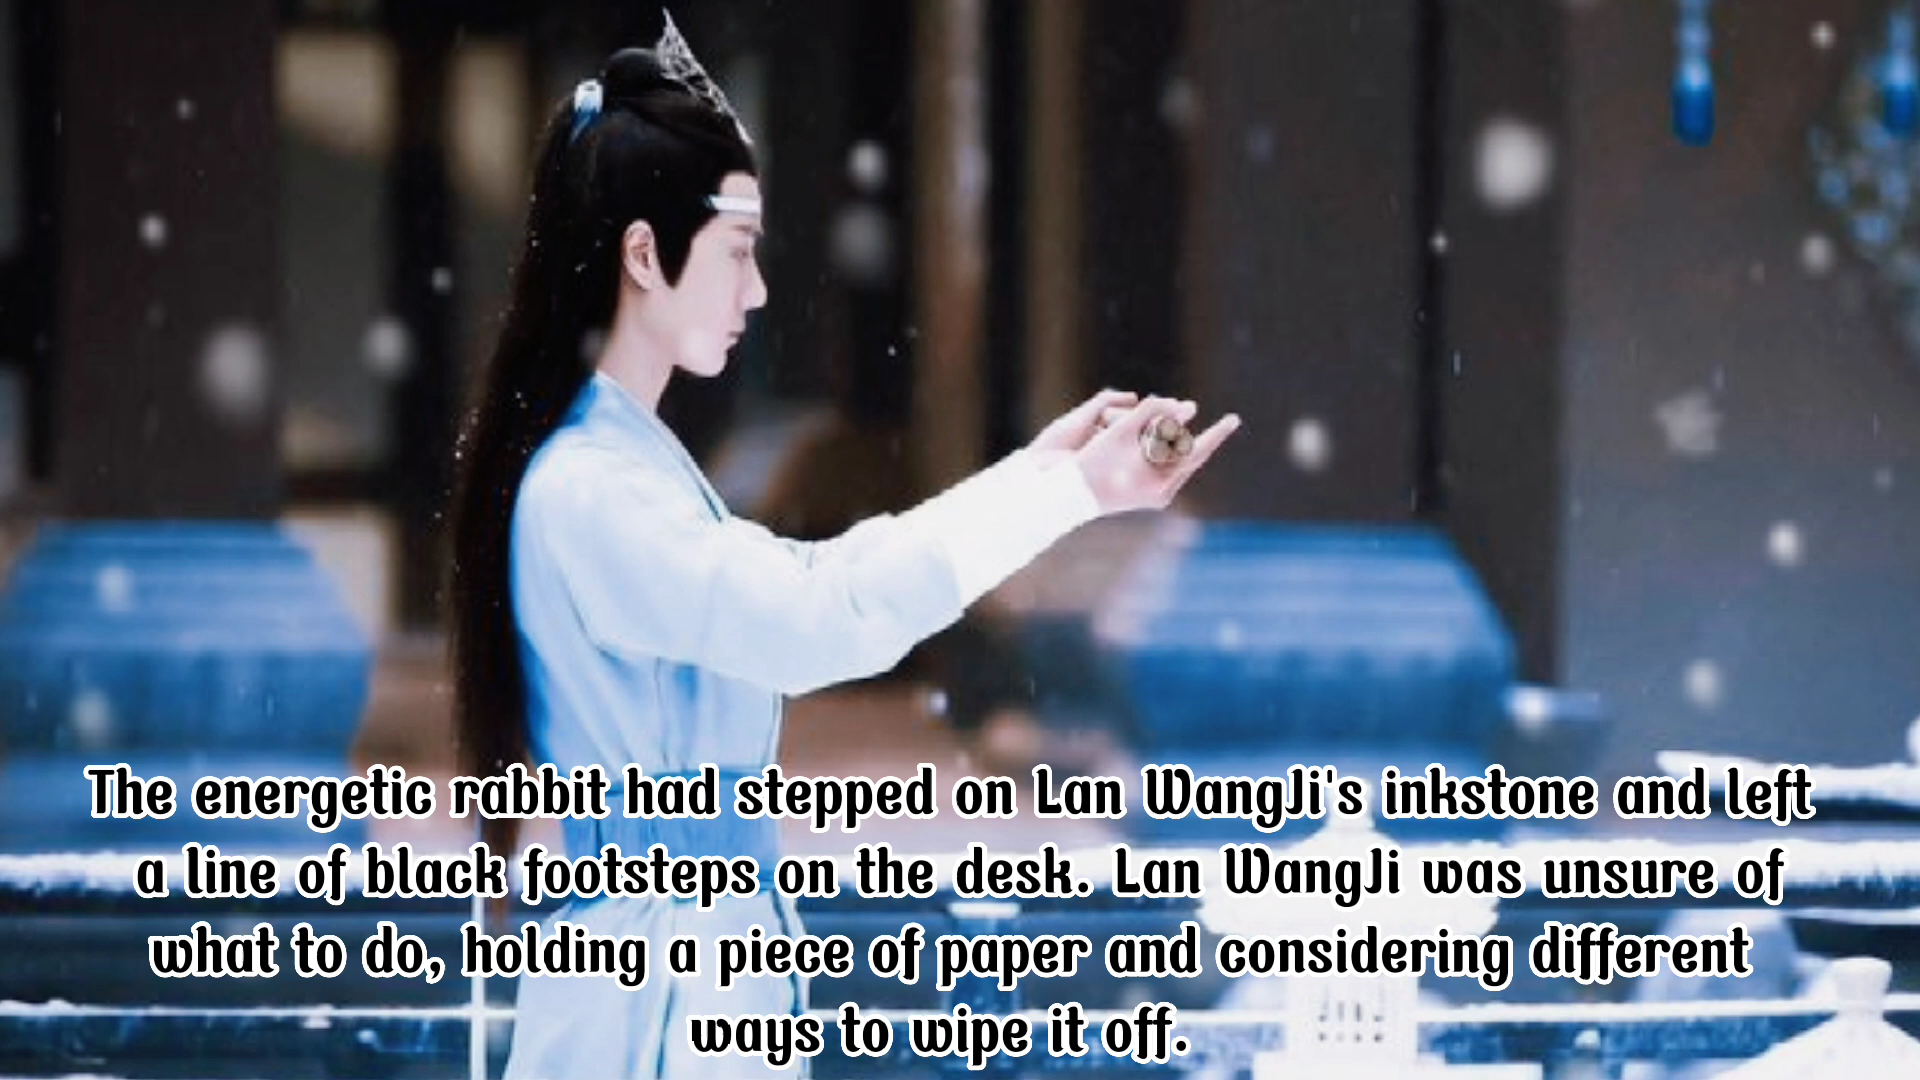 The energetic rabbit had stepped on Lan WangJi's inkstone and left
a line of black footsteps on the desk. Lan WangJi was unsure of
what to do, holding a piece of paper and considering different
ways to wipe it off.